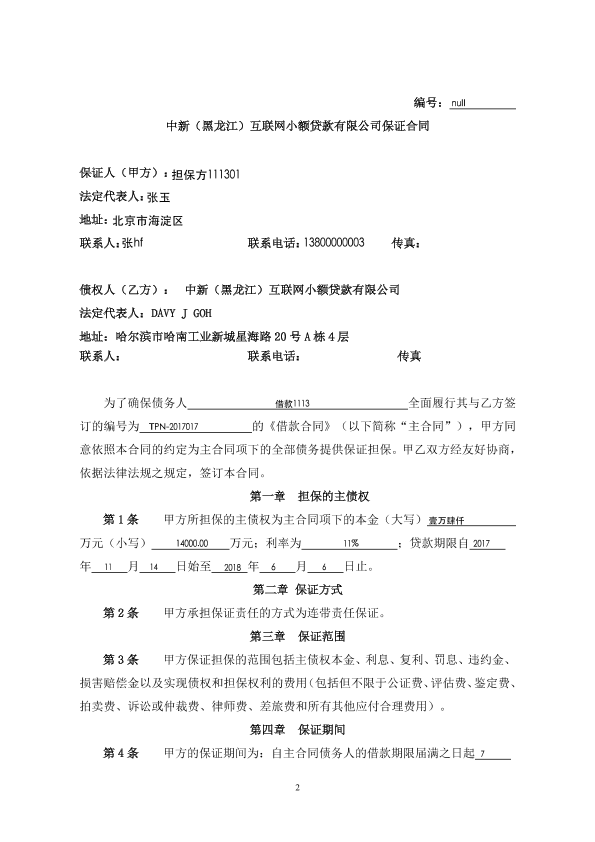 编号：null
中新（黑龙江）互联网小额贷款有限公司保证合同
保证人（甲方）：担保方111301
法定代表人：张玉
地址：北京市海淀区
联系人：张hf 联系电话：13800000003 传真：
债权人（乙方）： 中新（黑龙江）互联网小额贷款有限公司
法定代表人：DAVY J GOH
地址：哈尔滨市哈南工业新城星海路 20 号 A 栋 4 层
联系人： 联系电话： 传真
为了确保债务人 借款1113 全面履行其与乙方签
订的编号为 TPN-2017017 的《借款合同》（以下简称“主合同”），甲方同
意依照本合同的约定为主合同项下的全部债务提供保证担保。甲乙双方经友好协商，
依据法律法规之规定，签订本合同。
第一章 担保的主债权
第 1 条 甲方所担保的主债权为主合同项下的本金（大写）壹万肆仟
万元（小写） 14000.00 万元；利率为 11% ；贷款期限自 2017
年 11 月 14 日始至 2018 年 6 月 6 日止。
第二章 保证方式
第 2 条 甲方承担保证责任的方式为连带责任保证。
第三章 保证范围
第 3 条 甲方保证担保的范围包括主债权本金、利息、复利、罚息、违约金、
损害赔偿金以及实现债权和担保权利的费用（包括但不限于公证费、评估费、鉴定费、
拍卖费、诉讼或仲裁费、律师费、差旅费和所有其他应付合理费用）。
第四章 保证期间
第 4 条 甲方的保证期间为：自主合同债务人的借款期限届满之日起 7
2